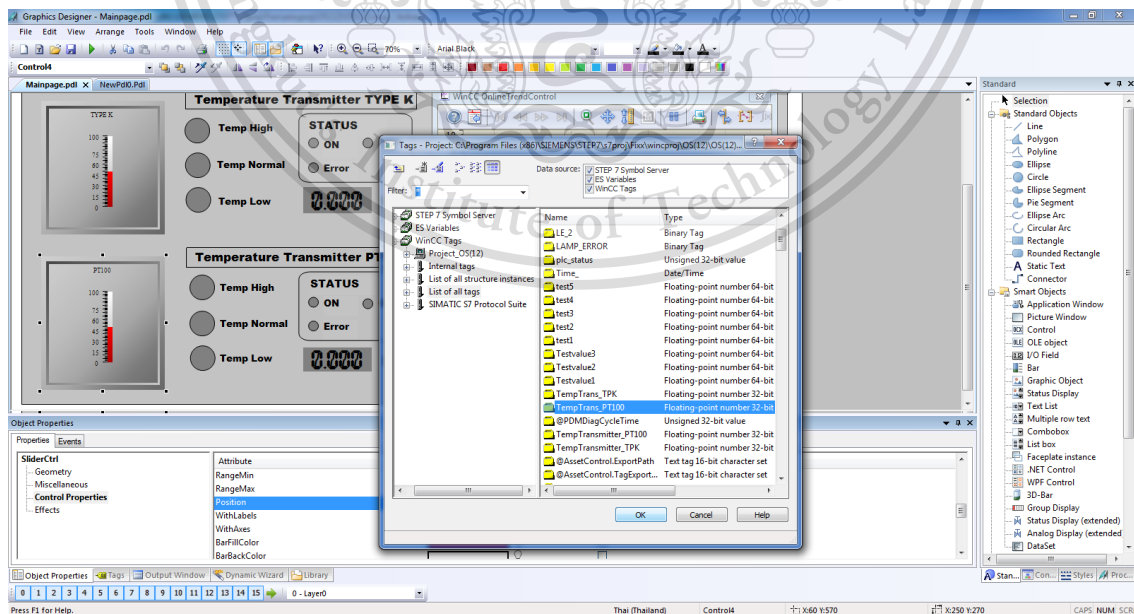 Graphics Designer - Mainpage.pdl
File Edit View Arrange Tools Window Help
70%
Arial Black
Control4
Mainpage.pdl X NewPdl0.Pdl
Temperature Transmitter TYPE K
TYPE K
100
75
60
45
30
15
0
Temp High
Temp Normal
Temp Low
STATUS
ON
Error
0.000
WinCC OnlineTrendControl
Temperature Transmitter PT
PT100
100
75
60
45
30
15
0
Temp High
Temp Normal
Temp Low
STATUS
ON
Error
0.000
Tags - Project: C:\Program Files (x86)\SIEMENS\STEP7\s7proj\Fixx\wincproj\OS(12)\OS(12)...
Data source:
STEP 7 Symbol Server
ES Variables
WinCC Tags
Filter:
STEP 7 Symbol Server
ES Variables
WinCC Tags
Project_OS(12)
Internal tags
List of all structure instances
List of all tags
SIMATIC S7 Protocol Suite
Name Type
LE_2 Binary Tag
LAMP_ERROR Binary Tag
plc_status Unsigned 32-bit value
Time_ Date/Time
test5 Floating-point number 64-bit
test4 Floating-point number 64-bit
test3 Floating-point number 64-bit
test2 Floating-point number 64-bit
test1 Floating-point number 64-bit
Testvalue3 Floating-point number 64-bit
Testvalue2 Floating-point number 64-bit
Testvalue1 Floating-point number 64-bit
TempTrans_TPK Floating-point number 32-bit
TempTrans_PT100 Floating-point number 32-bit
@PDMDiagCycleTime Unsigned 32-bit value
TempTransmitter_PT100 Floating-point number 32-bit
TempTransmitter_TPK Floating-point number 32-bit
@AssetControl.ExportPath Text tag 16-bit character set
@AssetControl.TagExport... Text tag 16-bit character set
OK Cancel Help
Standard
Selection
Standard Objects
Line
Polygon
Polyline
Ellipse
Circle
Ellipse Segment
Pie Segment
Ellipse Arc
Circular Arc
Rectangle
Rounded Rectangle
Static Text
Connector
Smart Objects
Application Window
Picture Window
Control
OLE object
I/O Field
Bar
Graphic Object
Status Display
Text List
Multiple row text
Combobox
List box
Faceplate instance
.NET Control
WPF Control
3D-Bar
Group Display
Status Display (extended)
Analog Display (extended
DataSet
Stan... Con... Styles Proc...
Object Properties
Properties Events
SliderCtrl
Geometry
Miscellaneous
Control Properties
Effects
Attribute
RangeMin
RangeMax
Position
WithLabels
WithAxes
BarFillColor
BarBackColor
Object Properties Tags Output Window Dynamic Wizard Library
0 1 2 3 4 5 6 7 8 9 10 11 12 13 14 15 0 - Layer0
Press F1 for Help. Thai (Thailand) Control4 X:60 Y:570 X:250 Y:270 CAPS NUM SCR
Institute of Technology